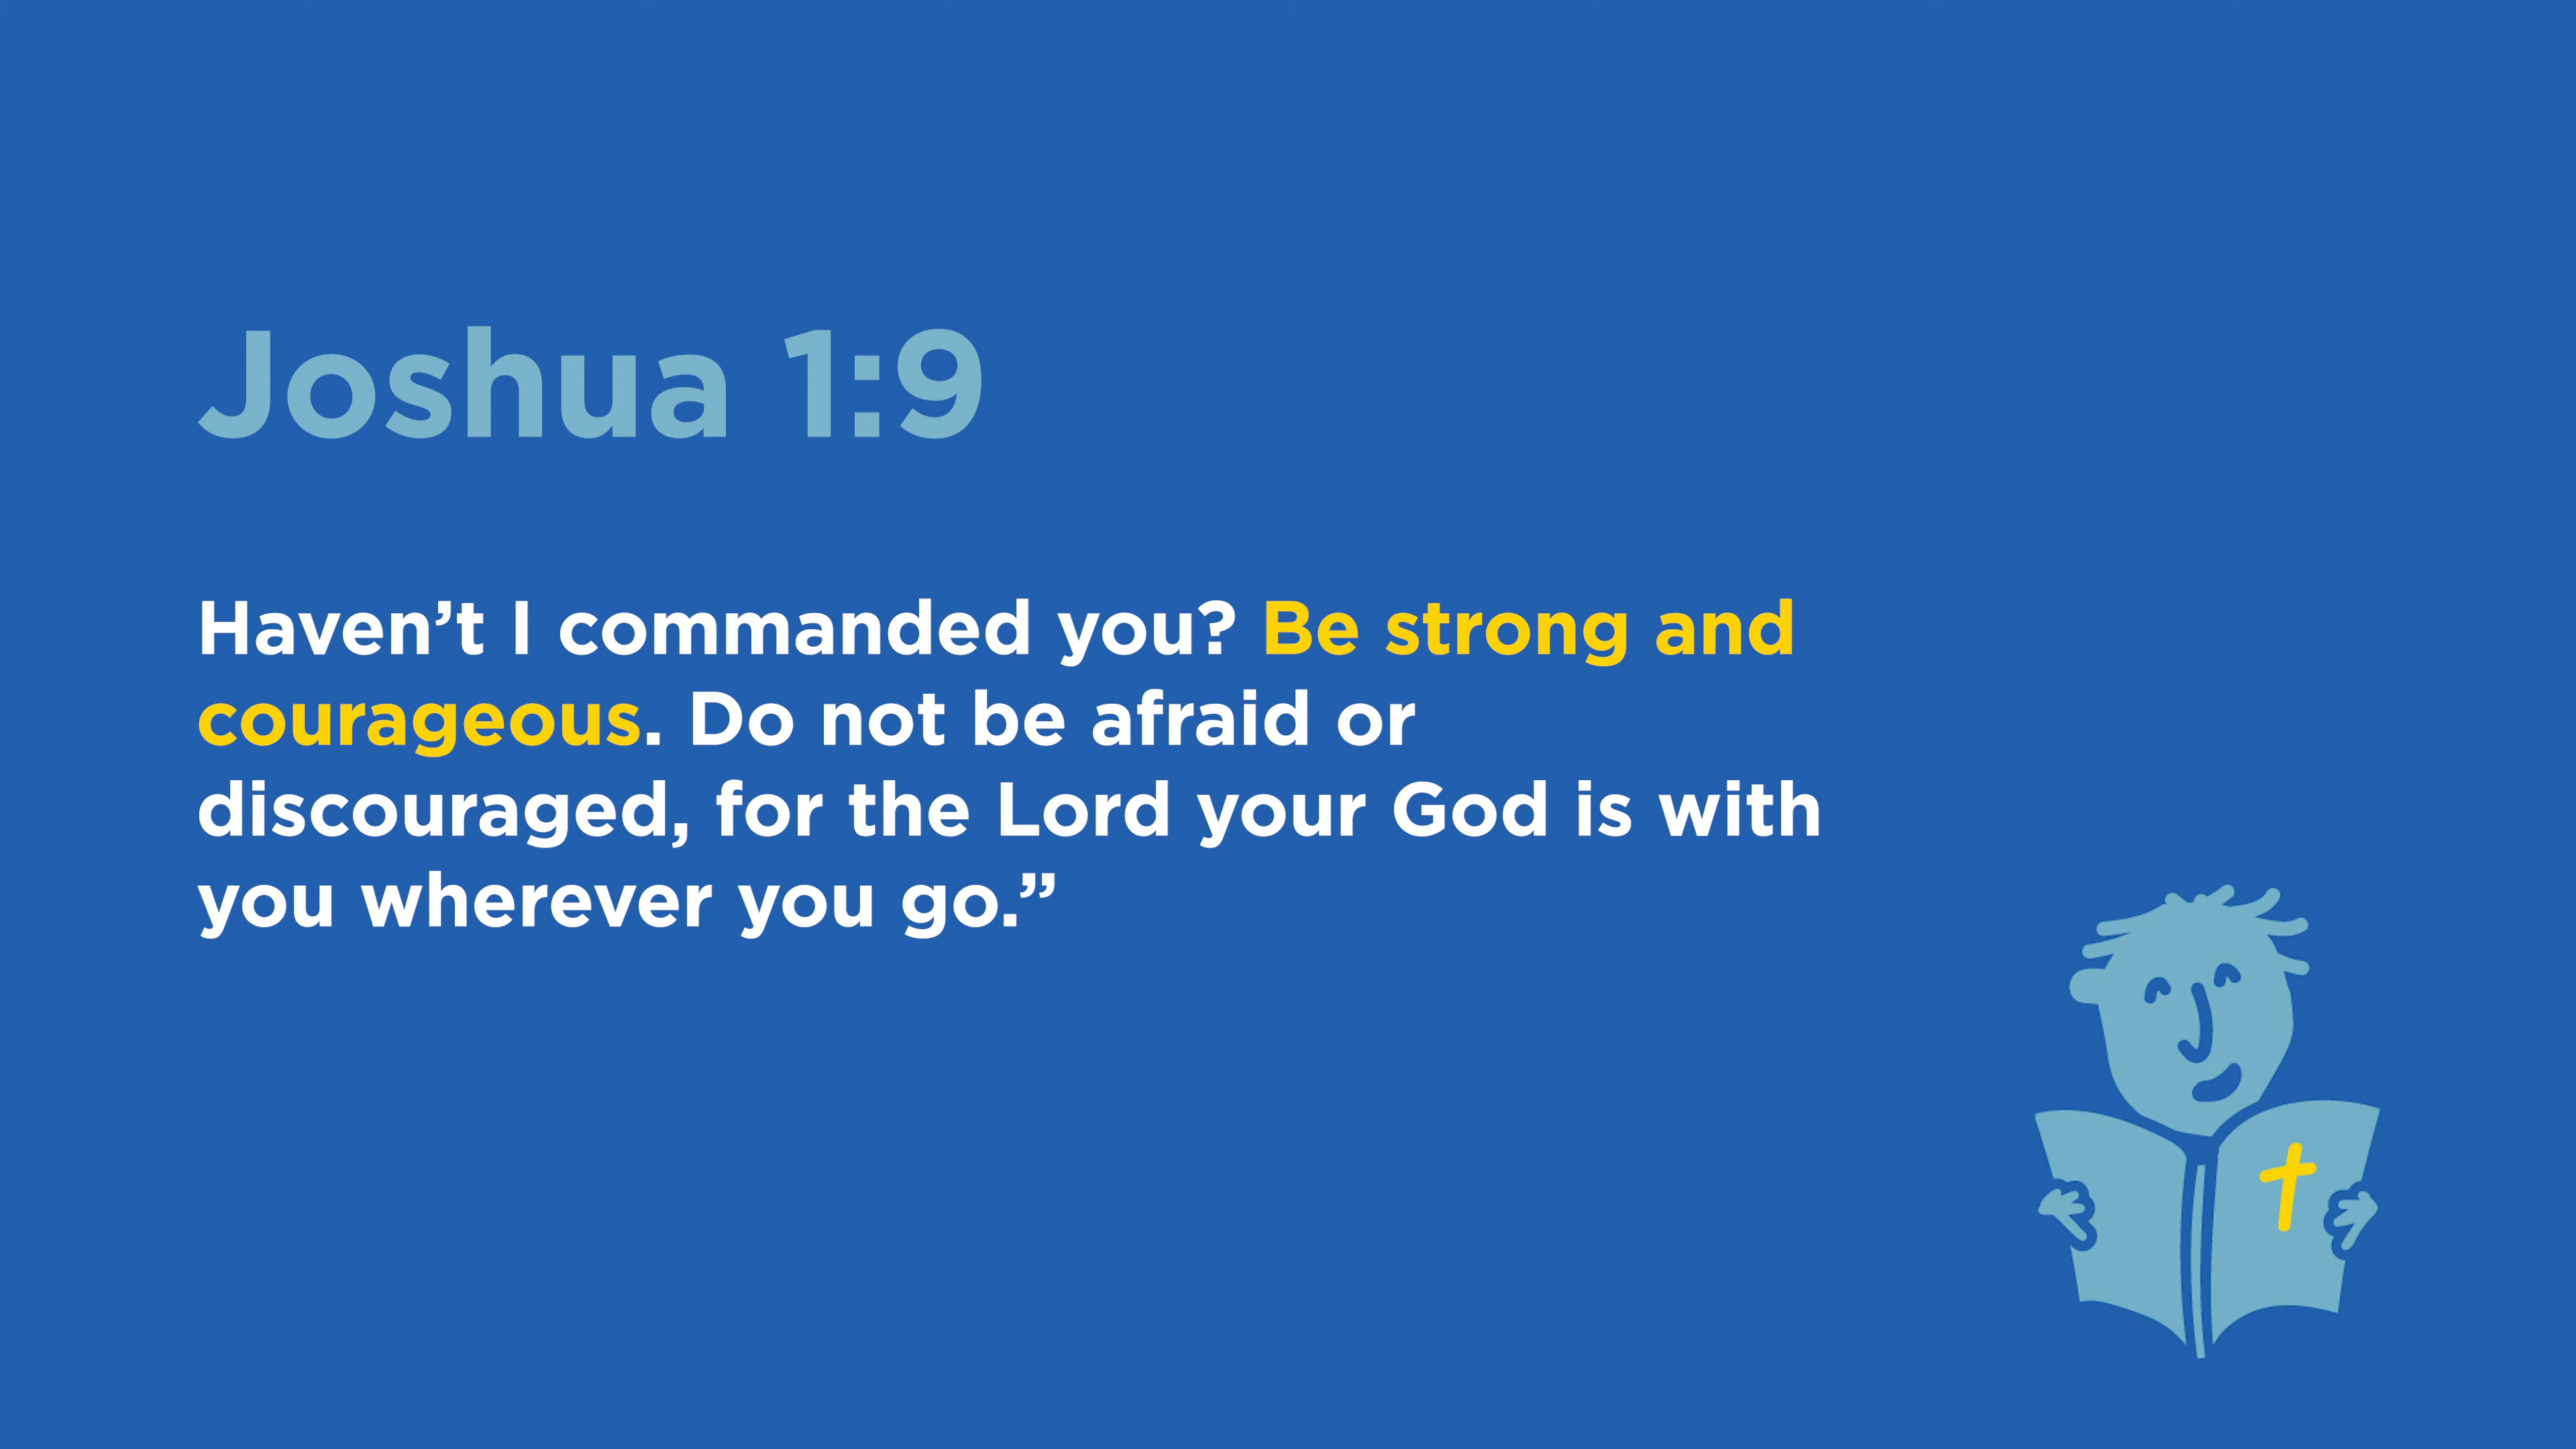 Joshua 1:9
Haven’t I commanded you? Be strong and
courageous. Do not be afraid or
discouraged, for the Lord your God is with
you wherever you go.”